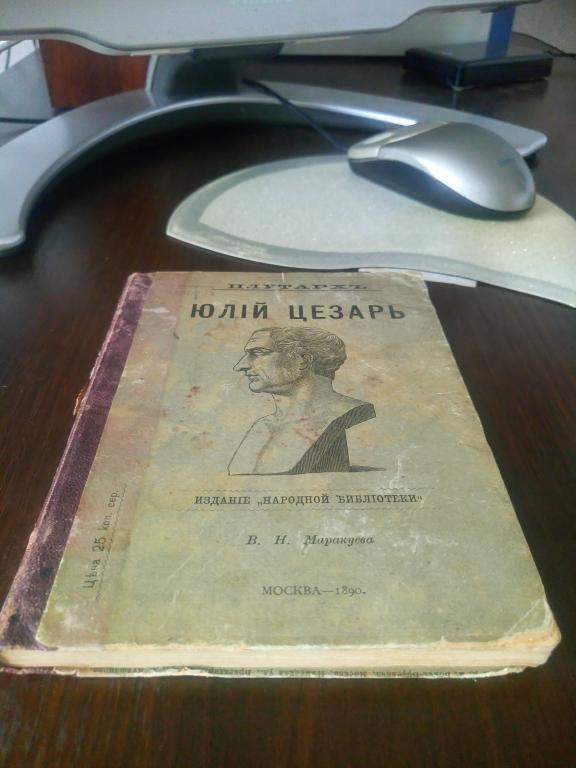 ПЛУТАРХЪ
ЮЛІЙ ЦЕЗАРЬ
ИЗДАНІЕ „НАРОДНОЙ БИБЛІОТЕКИ“
В. Н. Маракуева
МОСКВА—1890.
Цѣна 25 коп. сер.